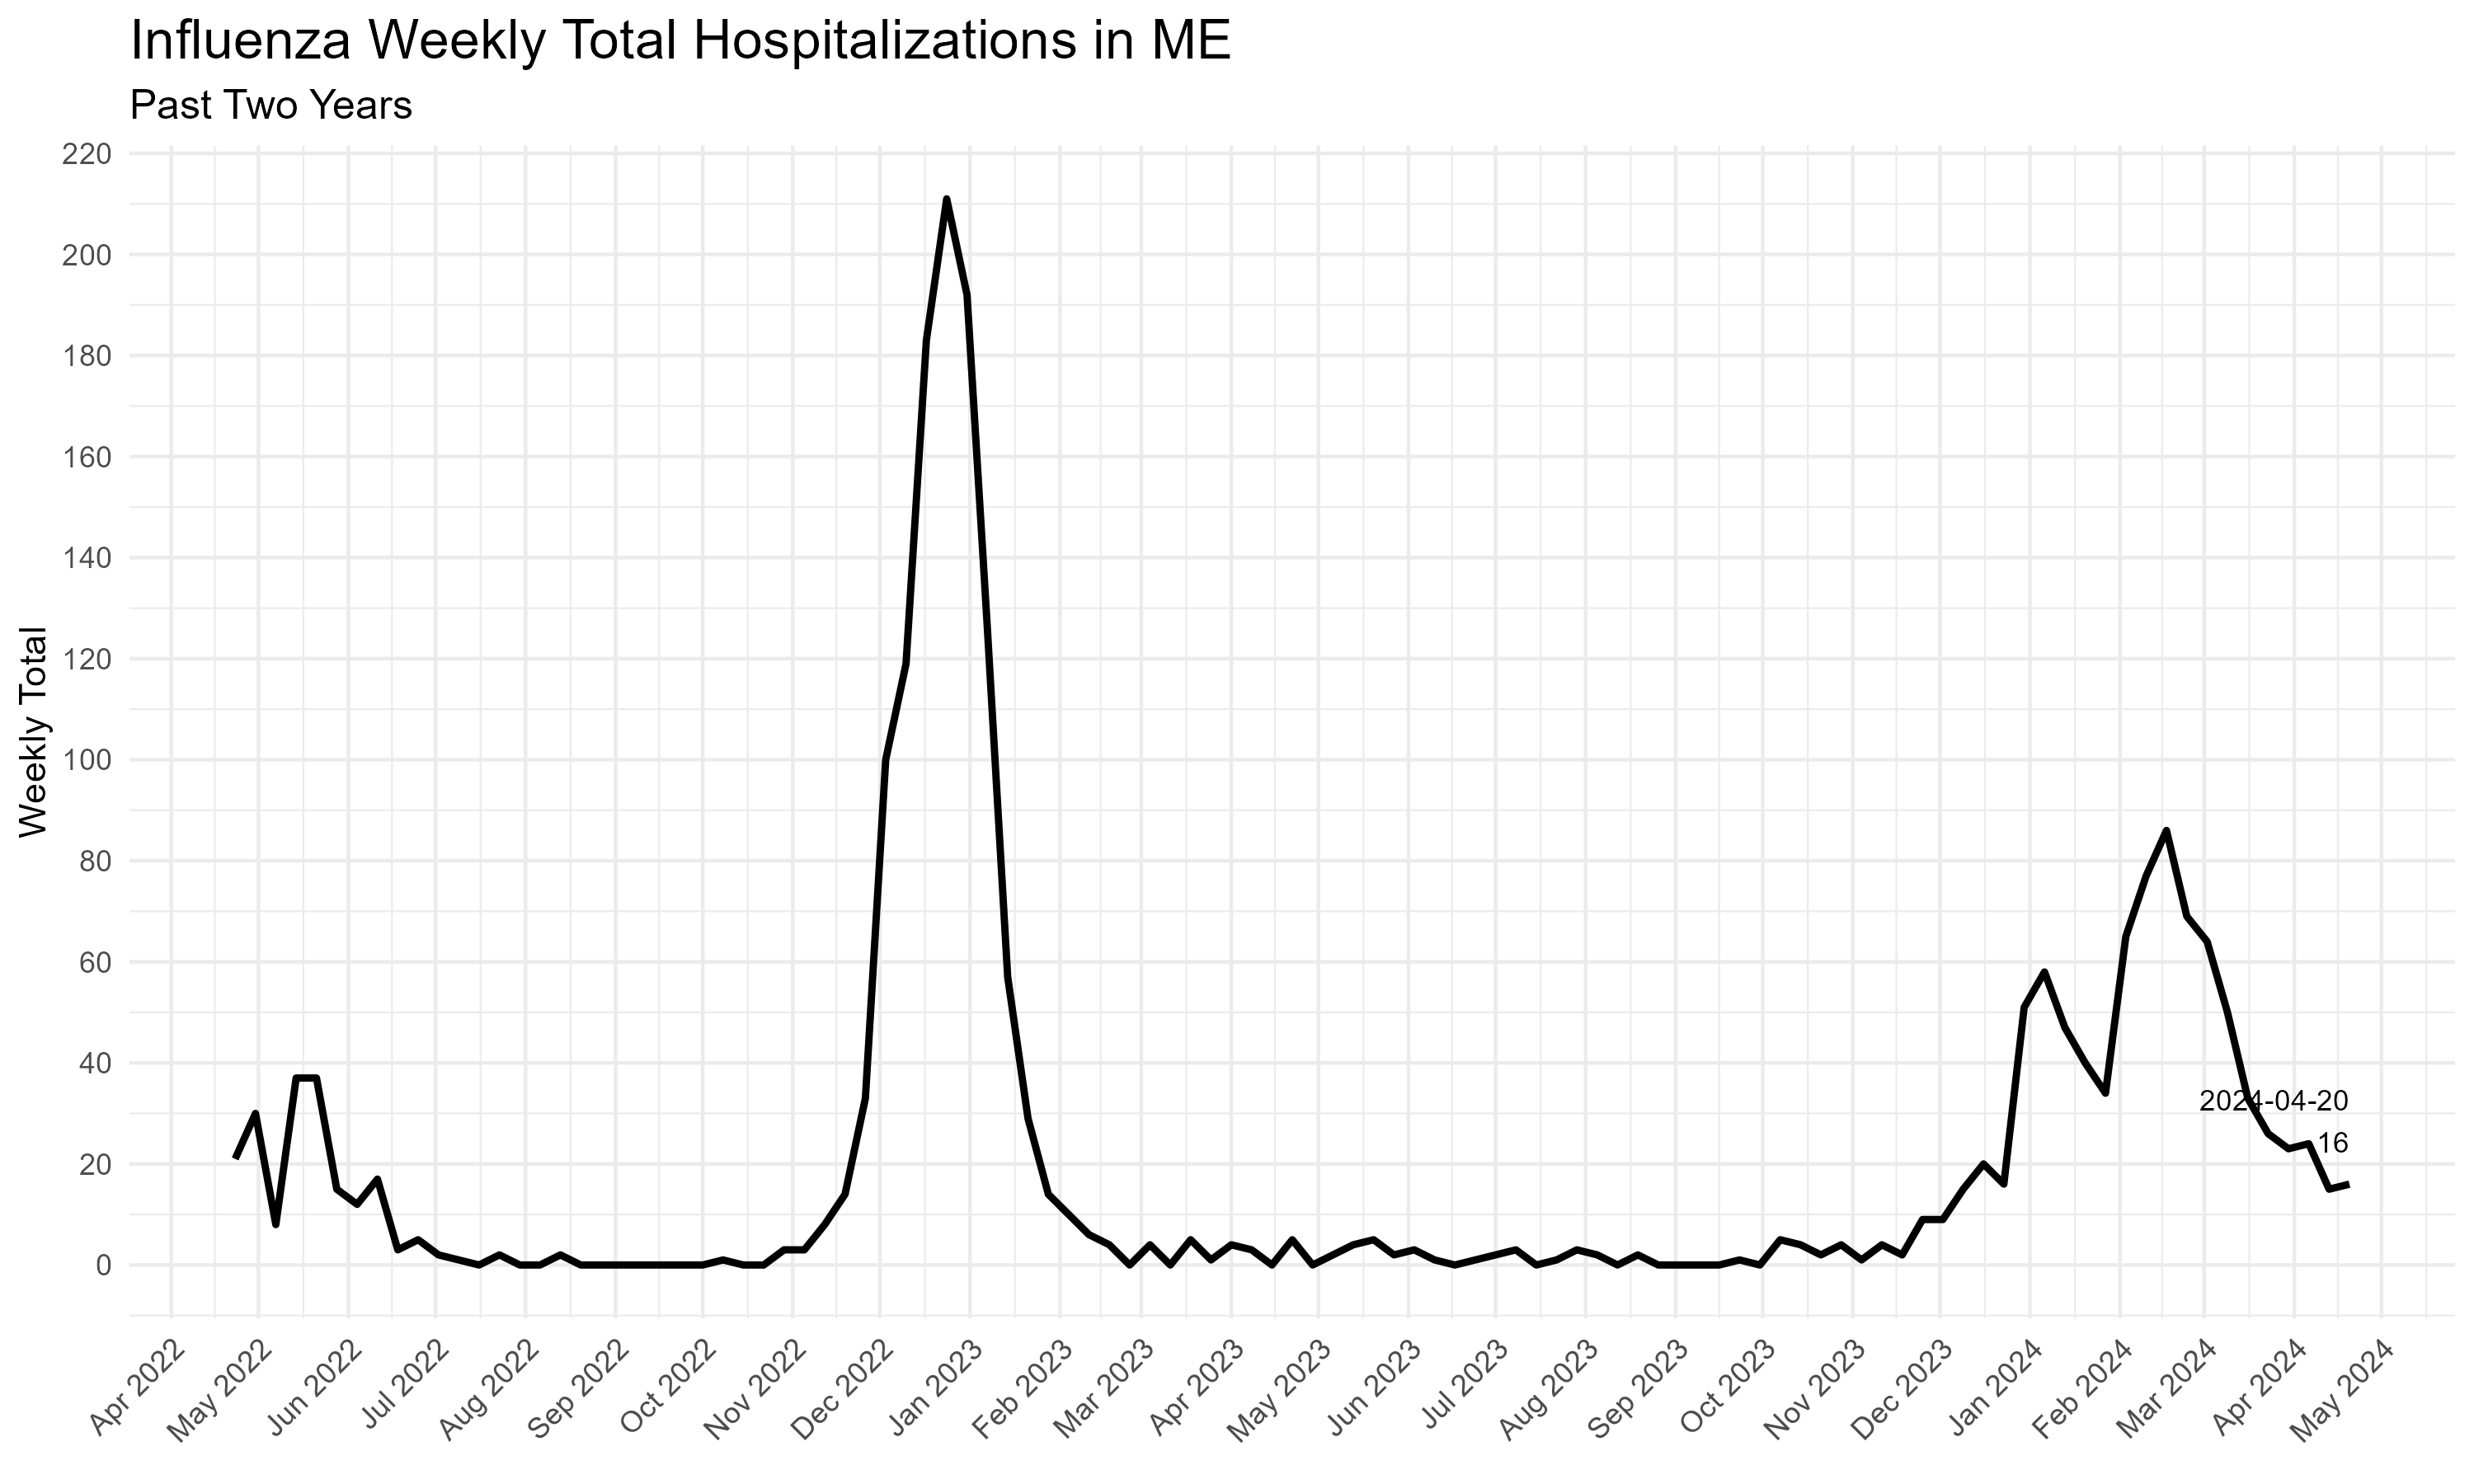 Influenza Weekly Total Hospitalizations in ME
Past Two Years
220
200
180
160
140
120
100
80
60
40
20
0
Weekly Total
2024-04-20
16
Apr 2022
May 2022
Jun 2022
Jul 2022
Aug 2022
Sep 2022
Oct 2022
Nov 2022
Dec 2022
Jan 2023
Feb 2023
Mar 2023
Apr 2023
May 2023
Jun 2023
Jul 2023
Aug 2023
Sep 2023
Oct 2023
Nov 2023
Dec 2023
Jan 2024
Feb 2024
Mar 2024
Apr 2024
May 2024